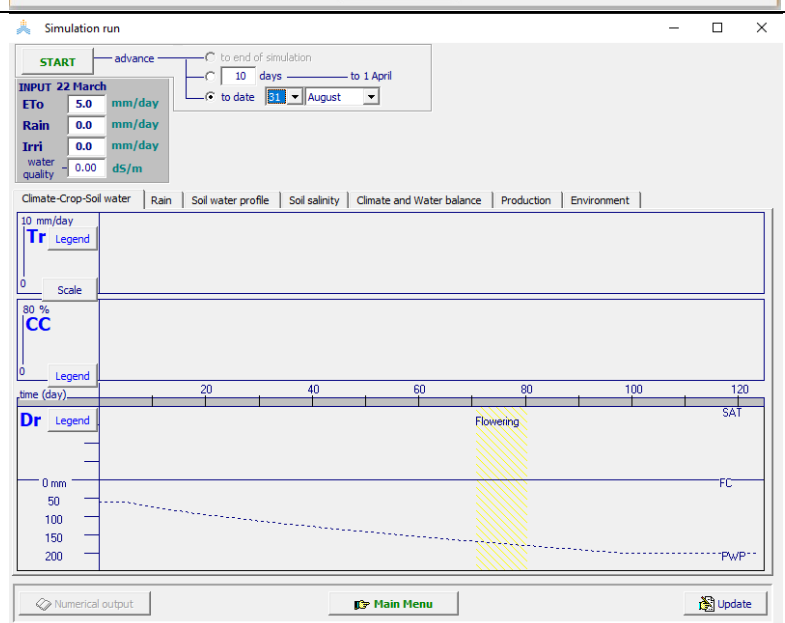 Simulation run
START advance to end of simulation
10 days to 1 April
to date 31 August
INPUT 22 March
ETo 5.0 mm/day
Rain 0.0 mm/day
Irri 0.0 mm/day
water quality 0.00 dS/m
Climate-Crop-Soil water Rain Soil water profile Soil salinity Climate and Water balance Production Environment
10 mm/day
Tr Legend
0
Scale
80 %
CC
0
Legend
time (day) 20 40 60 80 100 120
Dr Legend Flowering SAT
0 mm FC
50
100
150
200 PWP
Numerical output Main Menu Update